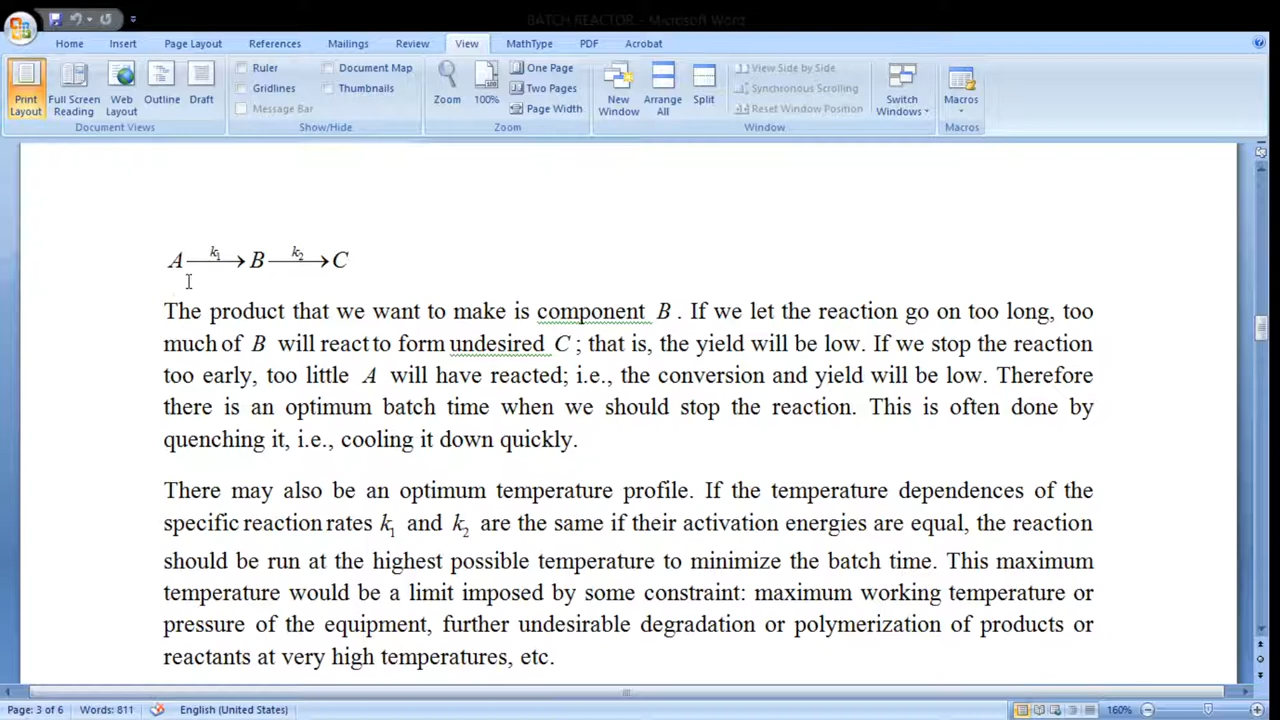 BATCH REACTOR - Microsoft Word
Home Insert Page Layout References Mailings Review View MathType PDF Acrobat
Print Layout
Full Screen Reading
Web Layout
Outline
Draft
Document Views
Ruler
Gridlines
Message Bar
Document Map
Thumbnails
Show/Hide
Zoom
100%
One Page
Two Pages
Page Width
Zoom
New Window
Arrange All
Split
View Side by Side
Synchronous Scrolling
Reset Window Position
Switch Windows
Window
Macros
Macros
A k₁→ B k₂→ C
The product that we want to make is component B . If we let the reaction go on too long, too
much of B will react to form undesired C ; that is, the yield will be low. If we stop the reaction
too early, too little A will have reacted; i.e., the conversion and yield will be low. Therefore
there is an optimum batch time when we should stop the reaction. This is often done by
quenching it, i.e., cooling it down quickly.
There may also be an optimum temperature profile. If the temperature dependences of the
specific reaction rates k₁ and k₂ are the same if their activation energies are equal, the reaction
should be run at the highest possible temperature to minimize the batch time. This maximum
temperature would be a limit imposed by some constraint: maximum working temperature or
pressure of the equipment, further undesirable degradation or polymerization of products or
reactants at very high temperatures, etc.
Page: 3 of 6 Words: 811 English (United States) 160%